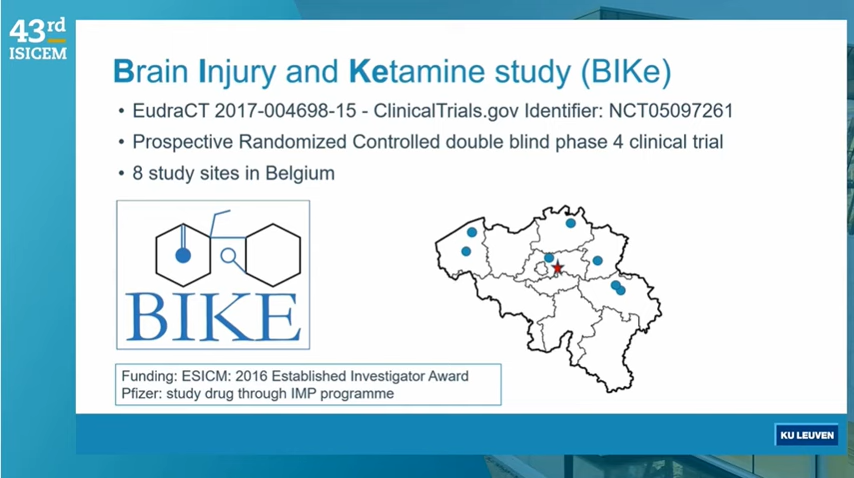 43rd
ISICEM
Brain Injury and Ketamine study (BIKe)
• EudraCT 2017-004698-15 - ClinicalTrials.gov Identifier: NCT05097261
• Prospective Randomized Controlled double blind phase 4 clinical trial
• 8 study sites in Belgium
BIKE
Funding: ESICM: 2016 Established Investigator Award
Pfizer: study drug through IMP programme
KU LEUVEN